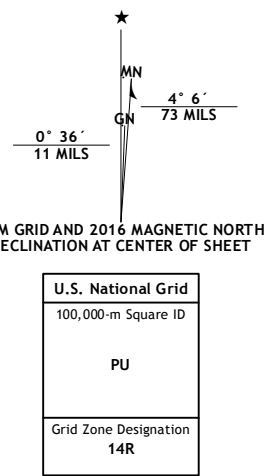 ★
MN
GN
4° 6´
73 MILS
0° 36´
11 MILS
M GRID AND 2016 MAGNETIC NORTH
ECLINATION AT CENTER OF SHEET
U.S. National Grid
100,000-m Square ID
PU
Grid Zone Designation
14R